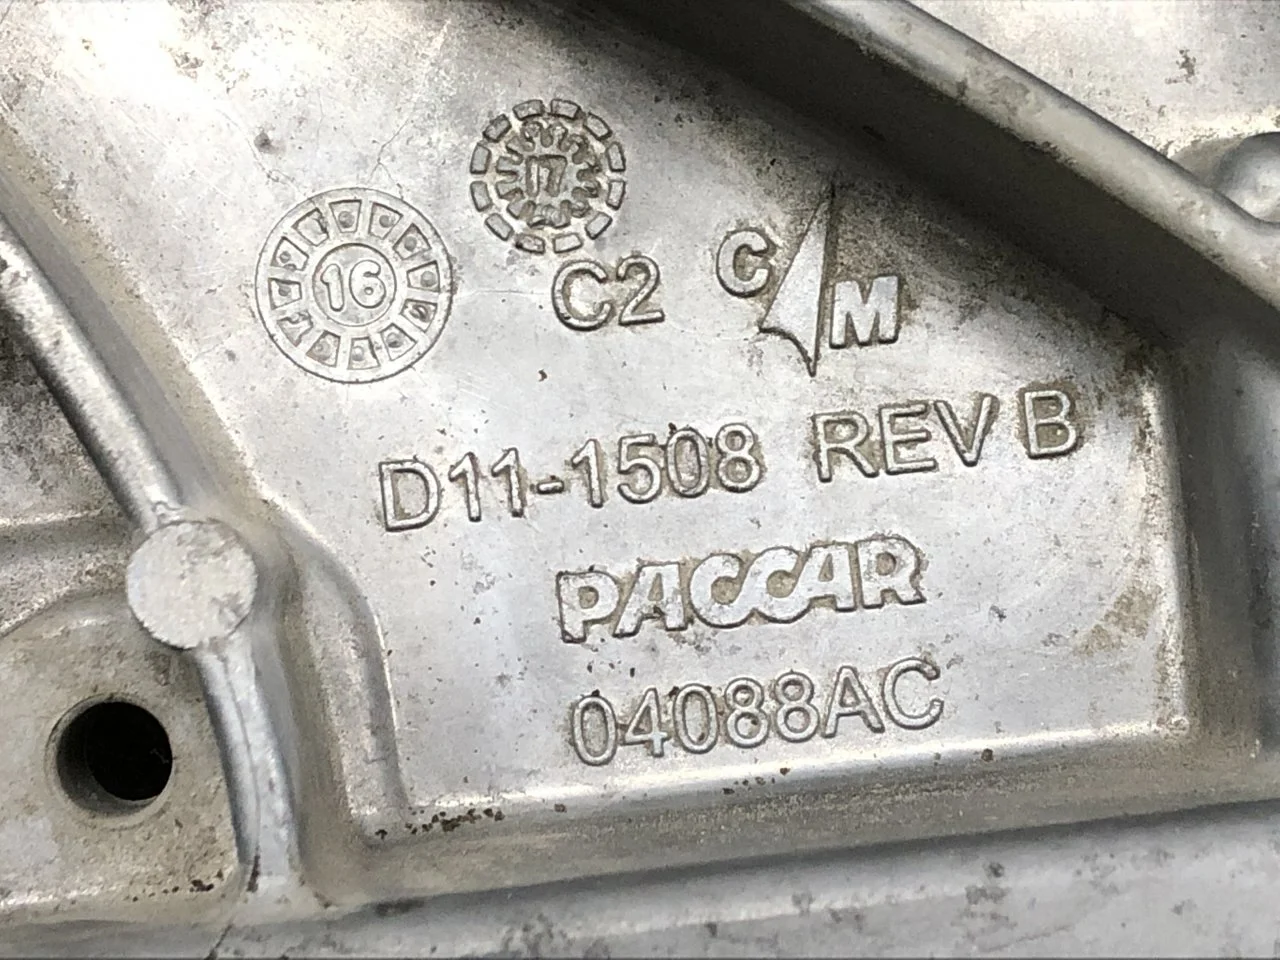 17
16
C2
C M
D11-1508 REV B
PACCAR
04088AC